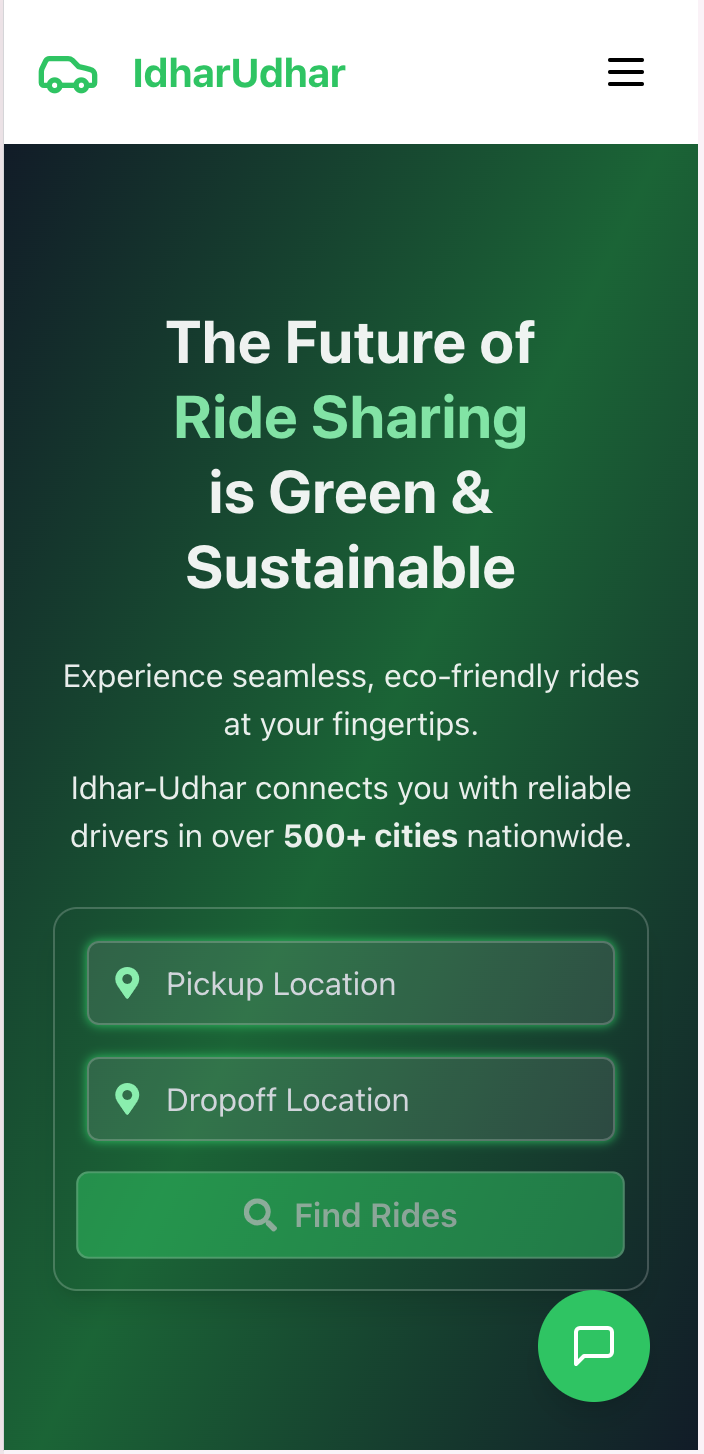 IdharUdhar
The Future of
Ride Sharing
is Green &
Sustainable
Experience seamless, eco-friendly rides
at your fingertips.
Idhar-Udhar connects you with reliable
drivers in over 500+ cities nationwide.
Pickup Location
Dropoff Location
Find Rides